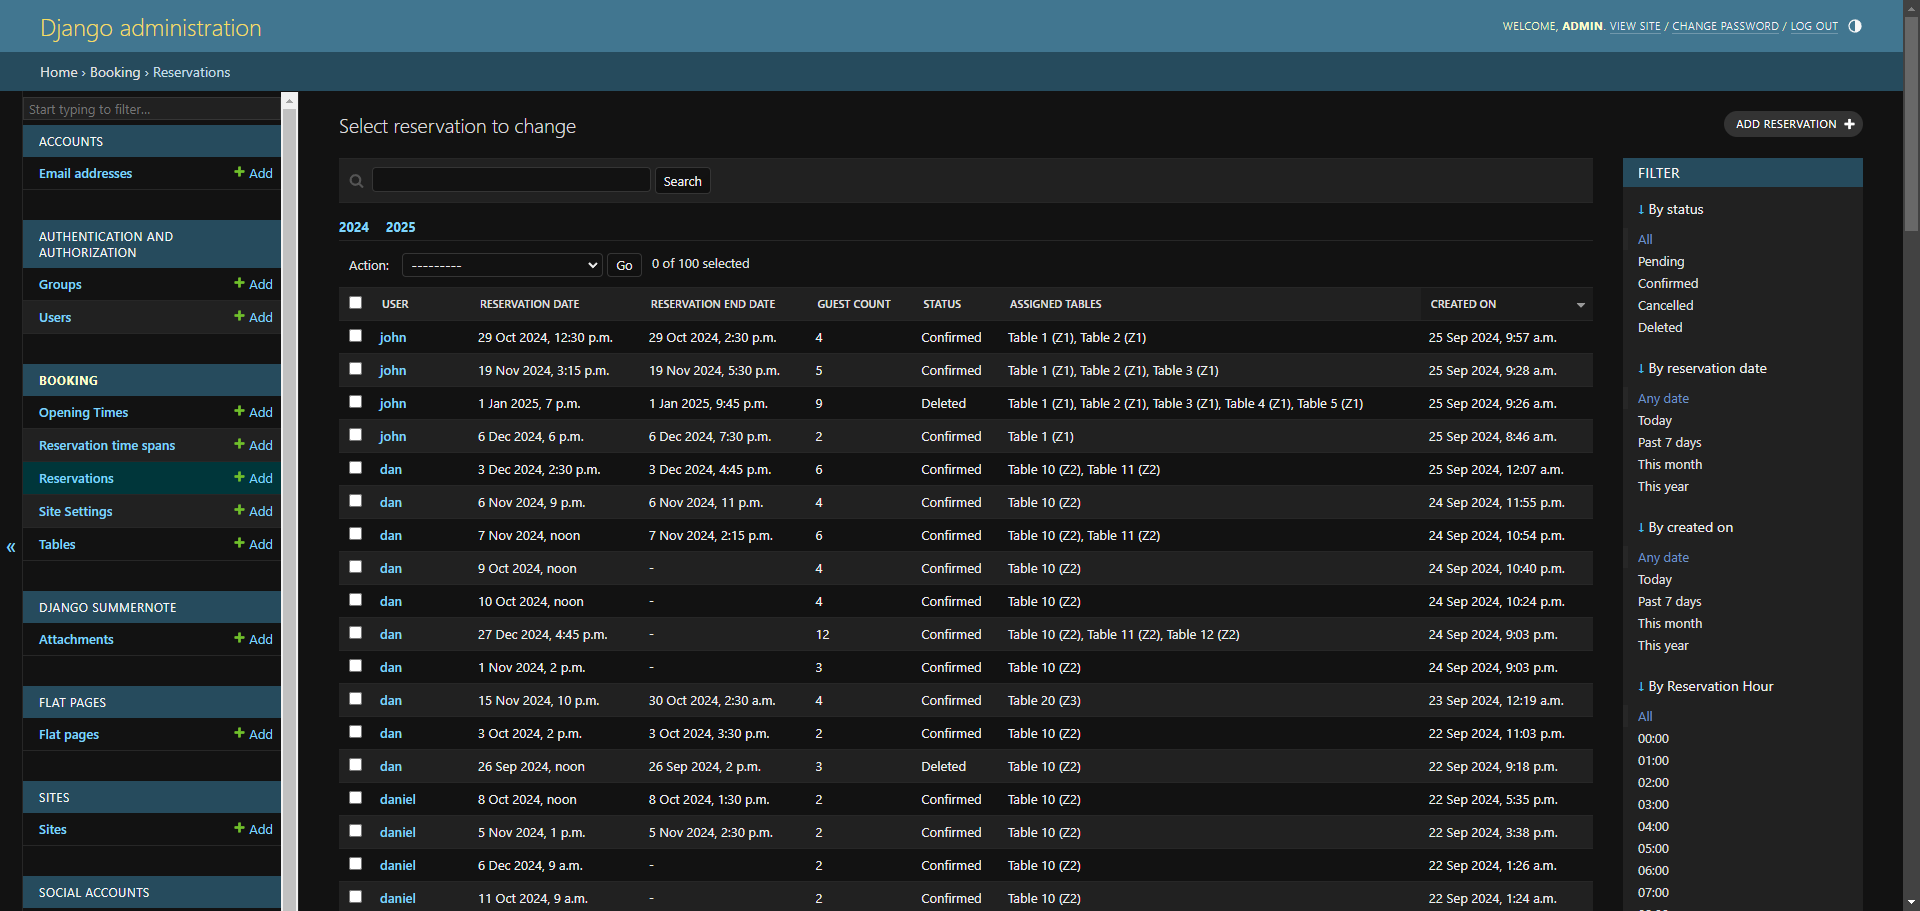 Django administration
WELCOME, ADMIN. VIEW SITE / CHANGE PASSWORD / LOG OUT
Home › Booking › Reservations
Start typing to filter...
ACCOUNTS
Email addresses + Add
AUTHENTICATION AND
AUTHORIZATION
Groups + Add
Users + Add
BOOKING
Opening Times + Add
Reservation time spans + Add
Reservations + Add
Site Settings + Add
Tables + Add
DJANGO SUMMERNOTE
Attachments + Add
FLAT PAGES
Flat pages + Add
SITES
Sites + Add
SOCIAL ACCOUNTS
«
Select reservation to change
ADD RESERVATION +
Search
2024 2025
Action: --------- Go 0 of 100 selected
USER RESERVATION DATE RESERVATION END DATE GUEST COUNT STATUS ASSIGNED TABLES CREATED ON
john 29 Oct 2024, 12:30 p.m. 29 Oct 2024, 2:30 p.m. 4 Confirmed Table 1 (Z1), Table 2 (Z1) 25 Sep 2024, 9:57 a.m.
john 19 Nov 2024, 3:15 p.m. 19 Nov 2024, 5:30 p.m. 5 Confirmed Table 1 (Z1), Table 2 (Z1), Table 3 (Z1) 25 Sep 2024, 9:28 a.m.
john 1 Jan 2025, 7 p.m. 1 Jan 2025, 9:45 p.m. 9 Deleted Table 1 (Z1), Table 2 (Z1), Table 3 (Z1), Table 4 (Z1), Table 5 (Z1) 25 Sep 2024, 9:26 a.m.
john 6 Dec 2024, 6 p.m. 6 Dec 2024, 7:30 p.m. 2 Confirmed Table 1 (Z1) 25 Sep 2024, 8:46 a.m.
dan 3 Dec 2024, 2:30 p.m. 3 Dec 2024, 4:45 p.m. 6 Confirmed Table 10 (Z2), Table 11 (Z2) 25 Sep 2024, 12:07 a.m.
dan 6 Nov 2024, 9 p.m. 6 Nov 2024, 11 p.m. 4 Confirmed Table 10 (Z2) 24 Sep 2024, 11:55 p.m.
dan 7 Nov 2024, noon 7 Nov 2024, 2:15 p.m. 6 Confirmed Table 10 (Z2), Table 11 (Z2) 24 Sep 2024, 10:54 p.m.
dan 9 Oct 2024, noon - 4 Confirmed Table 10 (Z2) 24 Sep 2024, 10:40 p.m.
dan 10 Oct 2024, noon - 4 Confirmed Table 10 (Z2) 24 Sep 2024, 10:24 p.m.
dan 27 Dec 2024, 4:45 p.m. - 12 Confirmed Table 10 (Z2), Table 11 (Z2), Table 12 (Z2) 24 Sep 2024, 9:03 p.m.
dan 1 Nov 2024, 2 p.m. - 3 Confirmed Table 10 (Z2) 24 Sep 2024, 9:03 p.m.
dan 15 Nov 2024, 10 p.m. 30 Oct 2024, 2:30 a.m. 4 Confirmed Table 20 (Z3) 23 Sep 2024, 12:19 a.m.
dan 3 Oct 2024, 2 p.m. 3 Oct 2024, 3:30 p.m. 2 Confirmed Table 10 (Z2) 22 Sep 2024, 11:03 p.m.
dan 26 Sep 2024, noon 26 Sep 2024, 2 p.m. 3 Deleted Table 10 (Z2) 22 Sep 2024, 9:18 p.m.
daniel 8 Oct 2024, noon 8 Oct 2024, 1:30 p.m. 2 Confirmed Table 10 (Z2) 22 Sep 2024, 5:35 p.m.
daniel 5 Nov 2024, 1 p.m. 5 Nov 2024, 2:30 p.m. 2 Confirmed Table 10 (Z2) 22 Sep 2024, 3:38 p.m.
daniel 6 Dec 2024, 9 a.m. - 2 Confirmed Table 10 (Z2) 22 Sep 2024, 1:26 a.m.
daniel 11 Oct 2024, 9 a.m. - 2 Confirmed Table 10 (Z2) 22 Sep 2024, 1:24 a.m.
FILTER
↓ By status
All
Pending
Confirmed
Cancelled
Deleted
↓ By reservation date
Any date
Today
Past 7 days
This month
This year
↓ By created on
Any date
Today
Past 7 days
This month
This year
↓ By Reservation Hour
All
00:00
01:00
02:00
03:00
04:00
05:00
06:00
07:00